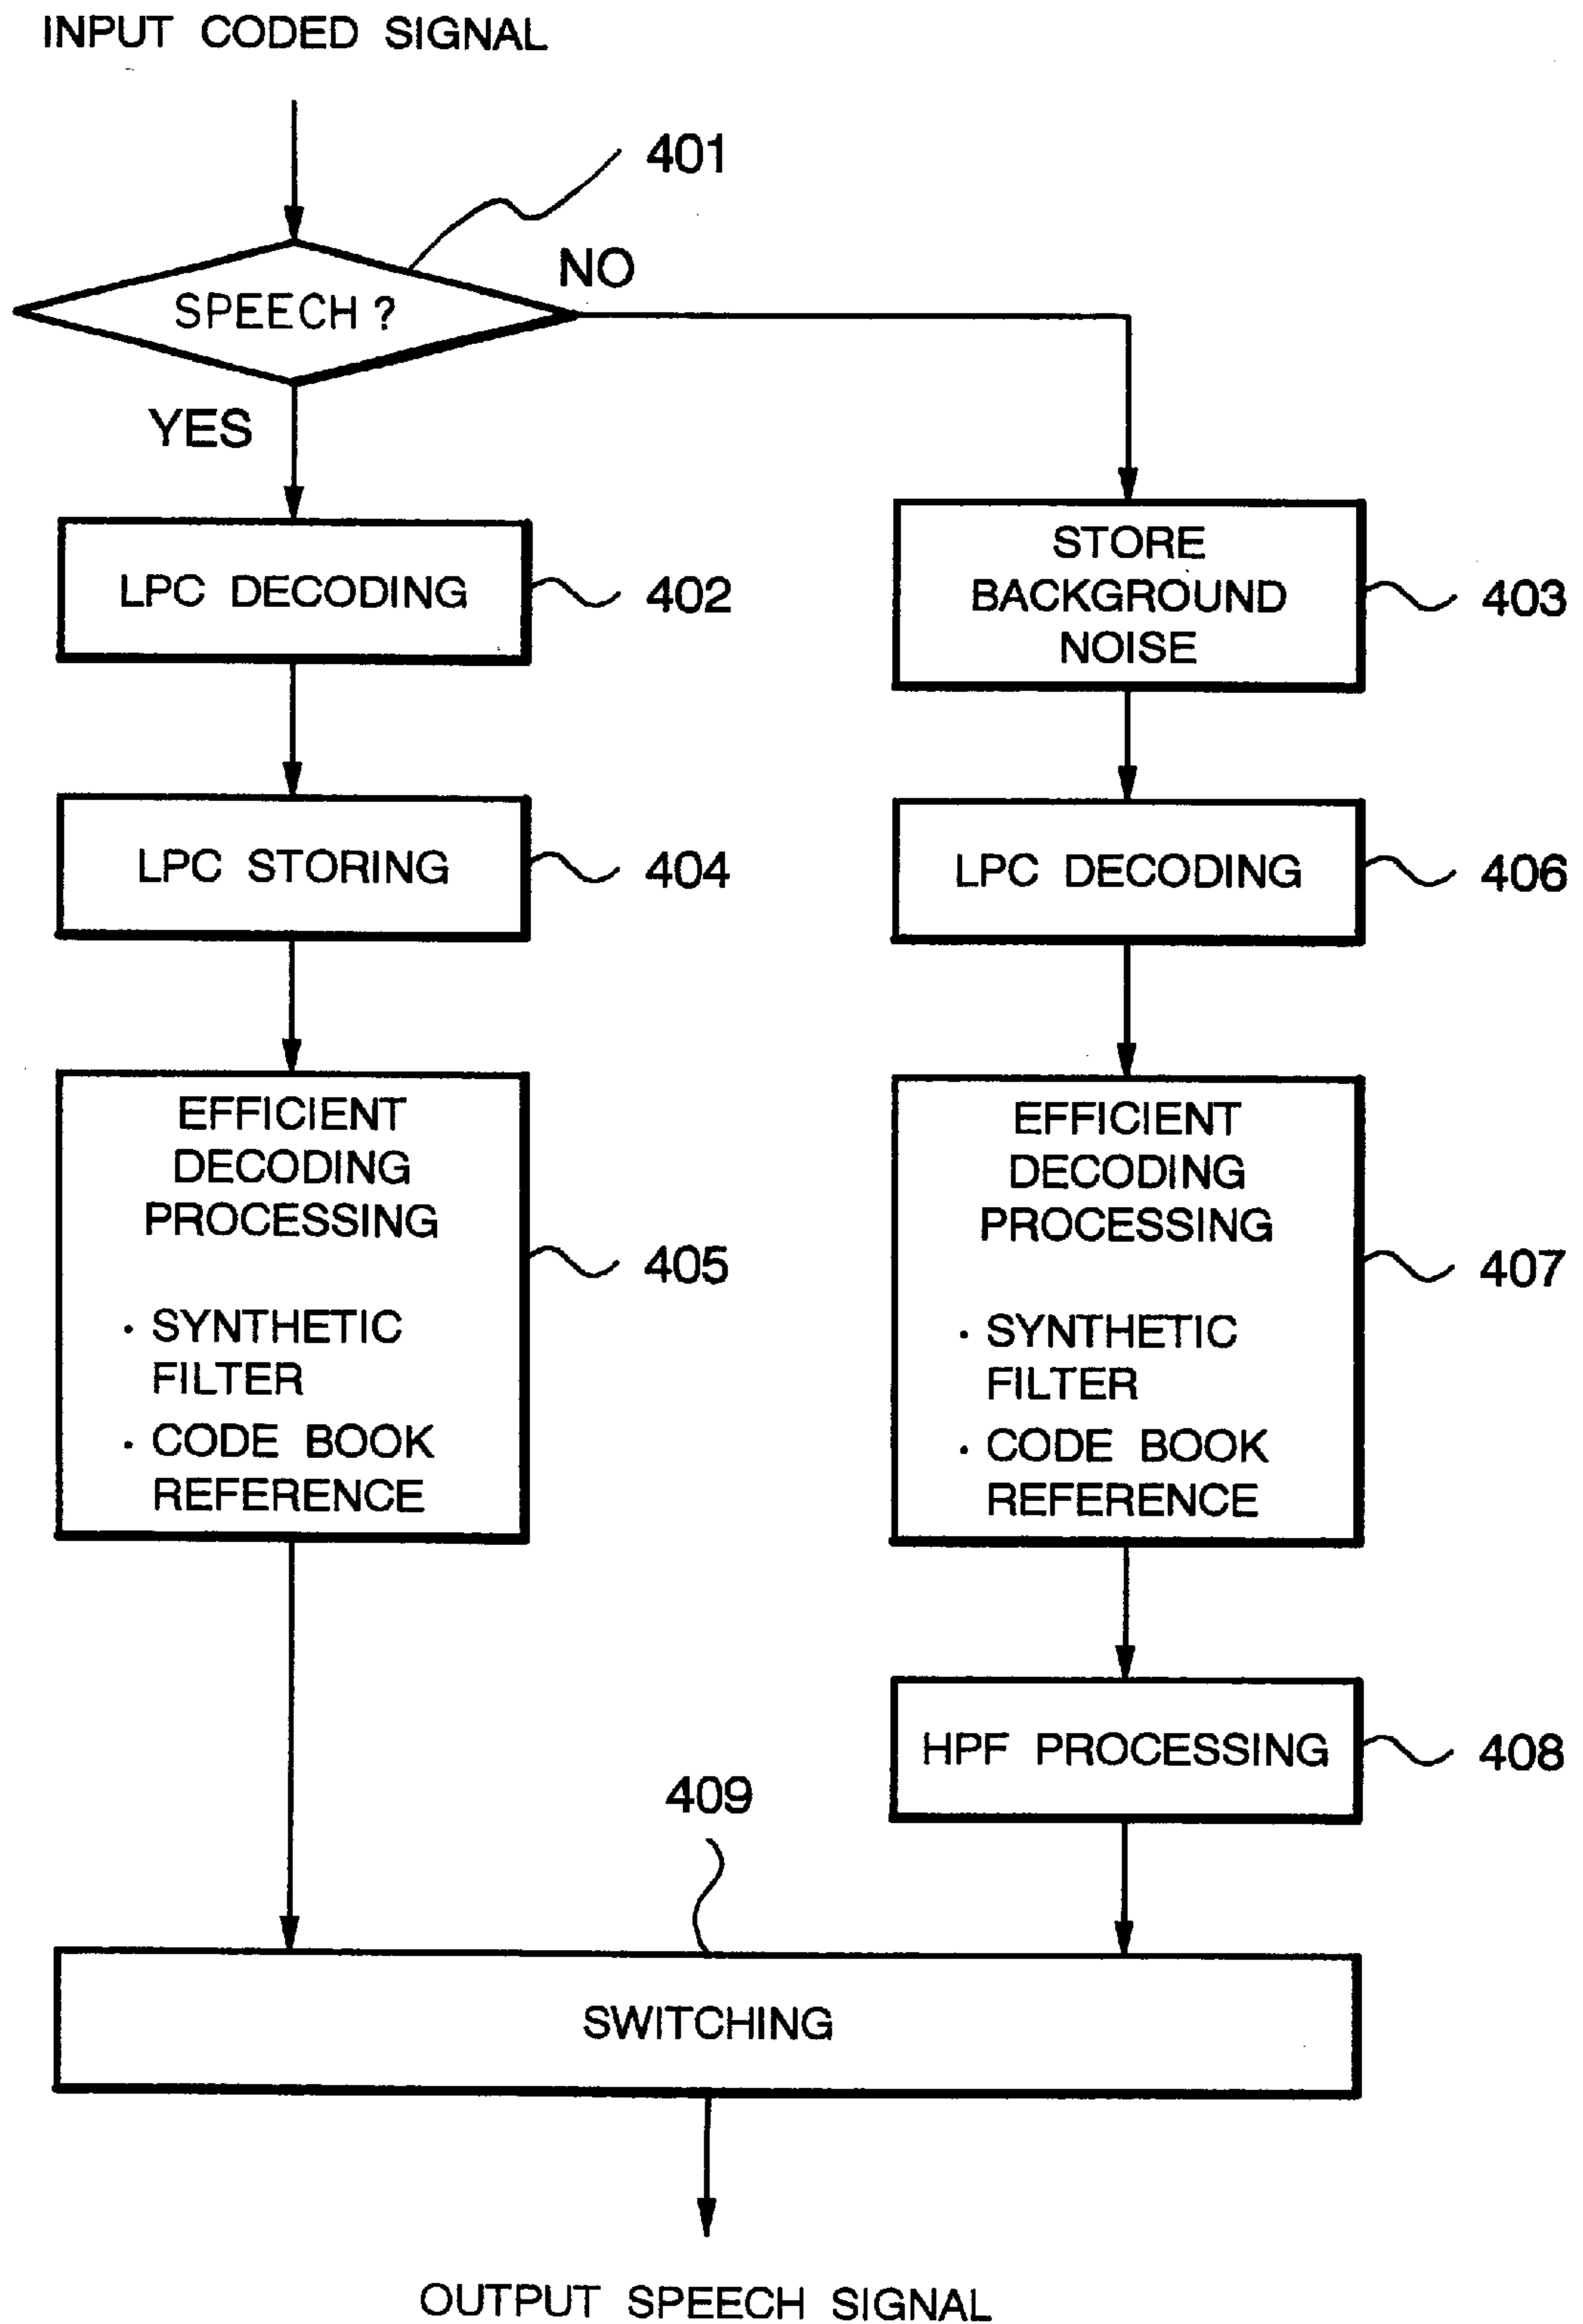 INPUT CODED SIGNAL
401
NO
SPEECH ?
YES
LPC DECODING
402
STORE
BACKGROUND
NOISE
403
LPC STORING
404
LPC DECODING
406
EFFICIENT
DECODING
PROCESSING
· SYNTHETIC
FILTER
· CODE BOOK
REFERENCE
405
EFFICIENT
DECODING
PROCESSING
· SYNTHETIC
FILTER
· CODE BOOK
REFERENCE
407
HPF PROCESSING
408
409
SWITCHING
OUTPUT SPEECH SIGNAL